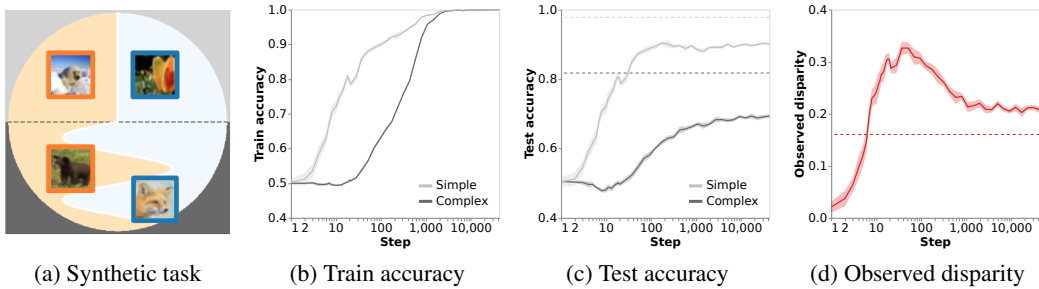 1.0
0.9
0.8
0.7
0.6
0.5
0.4
Train accuracy
1 2 10 100 1,000 10,000
Step
Simple
Complex
1.0
0.8
0.6
0.4
Test accuracy
1 2 10 100 1,000 10,000
Step
Simple
Complex
0.4
0.3
0.2
0.1
0.0
Observed disparity
1 2 10 100 1,000 10,000
Step
(a) Synthetic task
(b) Train accuracy
(c) Test accuracy
(d) Observed disparity